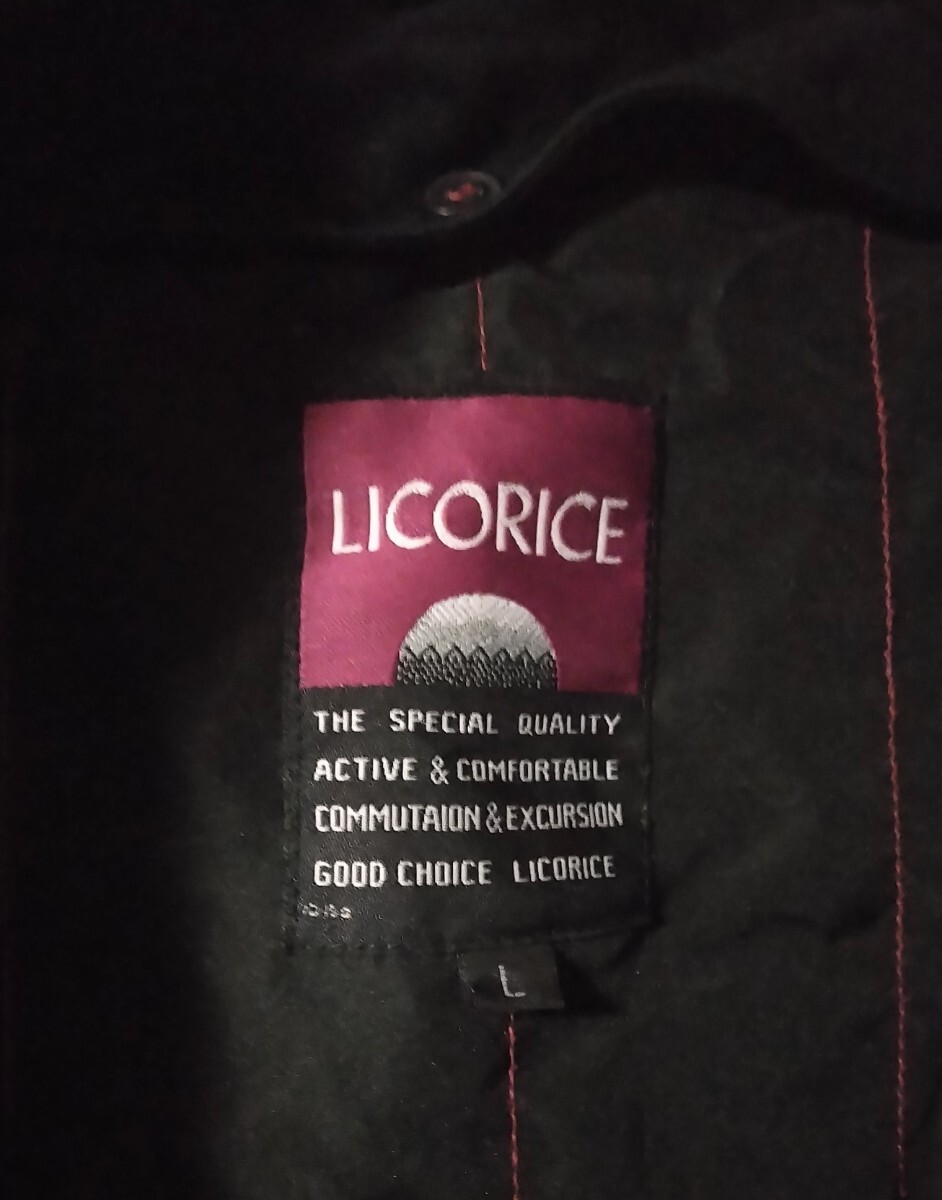 LICORICE
THE SPECIAL QUALITY
ACTIVE & COMFORTABLE
COMMUTAION & EXCURSION
GOOD CHOICE LICORICE
L